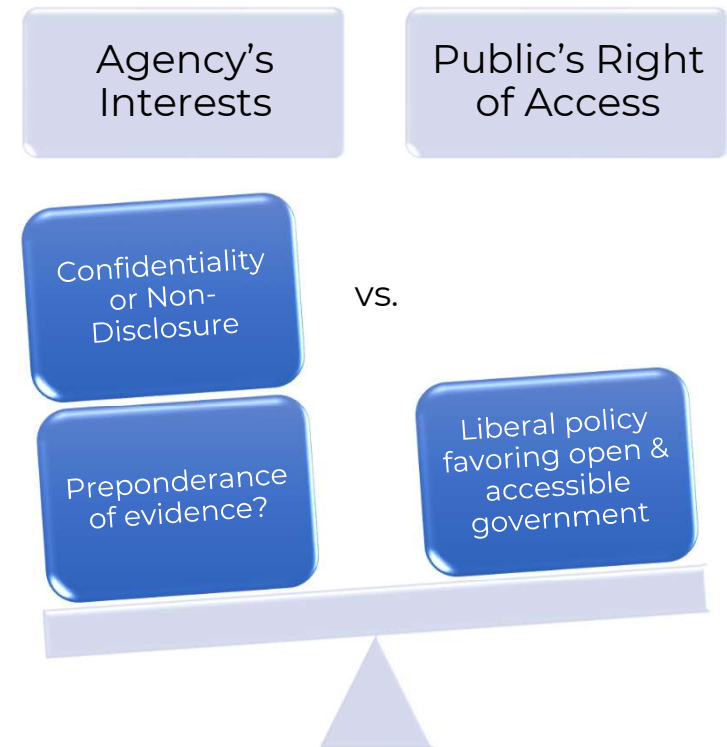 Agency’s
Interests
Public’s Right
of Access
Confidentiality
or Non-
Disclosure
vs.
Preponderance
of evidence?
Liberal policy
favoring open &
accessible
government